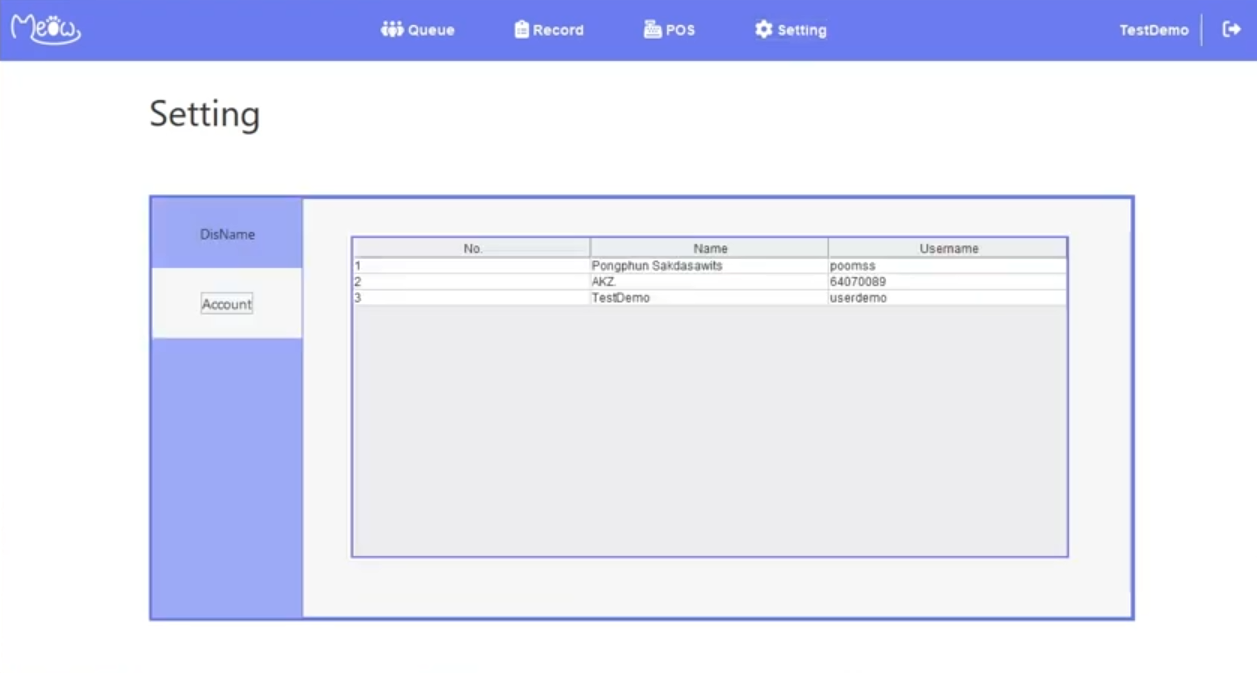 Meow
Queue Record POS Setting TestDemo
Setting
DisName
Account
No. Name Username
1 Pongphun Sakdasawits poomss
2 AKZ. 64070089
3 TestDemo userdemo